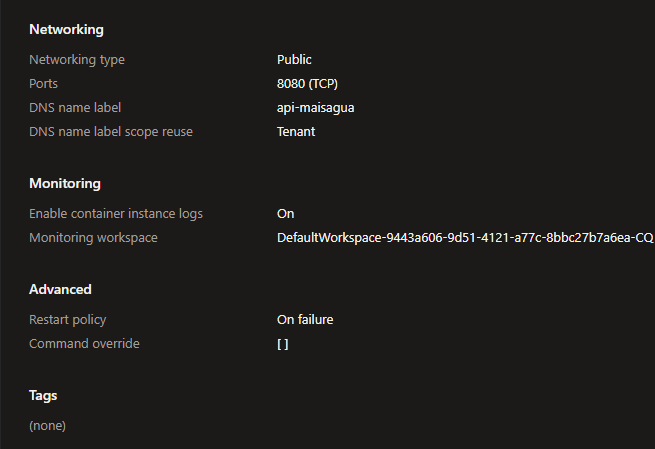 Networking
Networking type Public
Ports 8080 (TCP)
DNS name label api-maisagua
DNS name label scope reuse Tenant
Monitoring
Enable container instance logs On
Monitoring workspace DefaultWorkspace-9443a606-9d51-4121-a77c-8bbc27b7a6ea-CQ
Advanced
Restart policy On failure
Command override [ ]
Tags
(none)